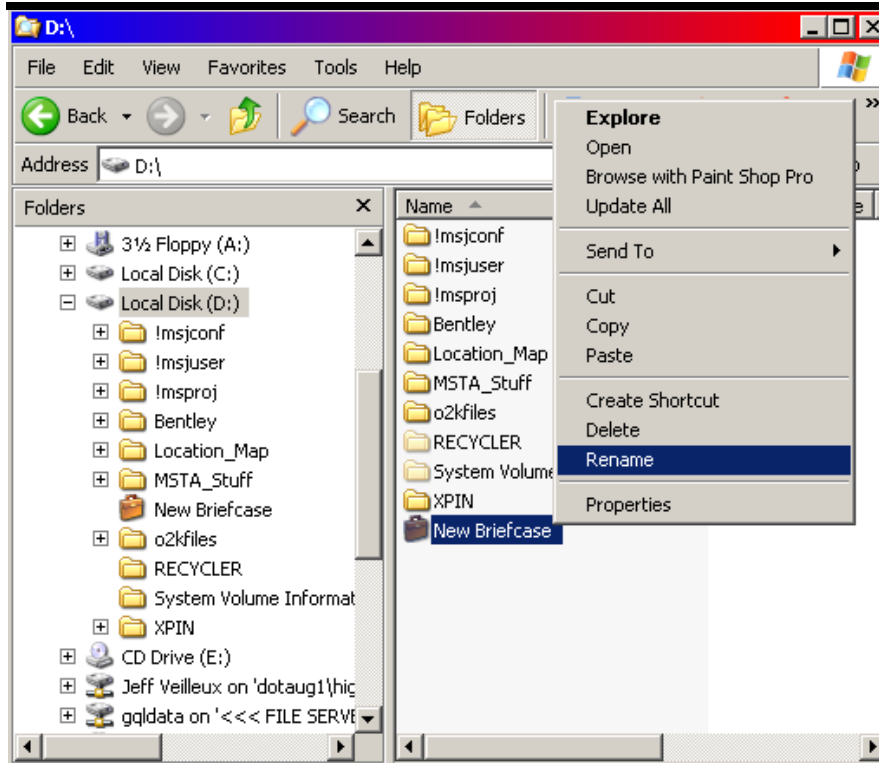 D:\
File Edit View Favorites Tools Help
Back Search Folders »
Address D:\
Folders x
3½ Floppy (A:)
Local Disk (C:)
Local Disk (D:)
!msjconf
!msjuser
!msproj
Bentley
Location_Map
MSTA_Stuff
New Briefcase
o2kfiles
RECYCLER
System Volume Informat
XPIN
CD Drive (E:)
Jeff Veilleux on 'dotaug1\hig
gqldata on '<<< FILE SERVE
Name
!msjconf
!msjuser
!msproj
Bentley
Location_Map
MSTA_Stuff
o2kfiles
RECYCLER
System Volume
XPIN
New Briefcase
Explore
Open
Browse with Paint Shop Pro
Update All
Send To
Cut
Copy
Paste
Create Shortcut
Delete
Rename
Properties